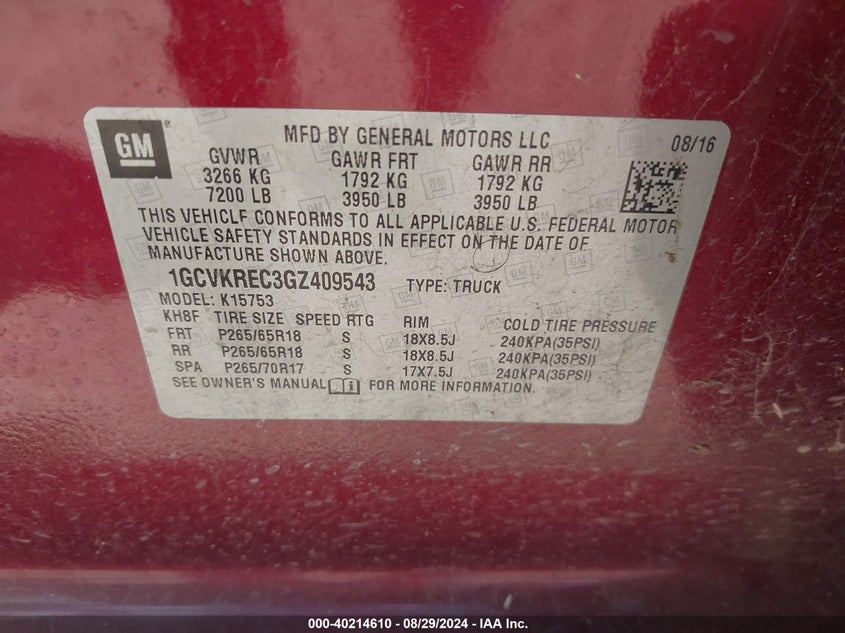 GM®
MFD BY GENERAL MOTORS LLC
08/16
GVWR GAWR FRT GAWR RR
3266 KG 1792 KG 1792 KG
7200 LB 3950 LB 3950 LB
THIS VEHICLE CONFORMS TO ALL APPLICABLE U.S. FEDERAL MOTOR
VEHICLE SAFETY STANDARDS IN EFFECT ON THE DATE OF
MANUFACTURE SHOWN ABOVE.
1GCVKREC3GZ409543 TYPE: TRUCK
MODEL: K15753
KH8F TIRE SIZE SPEED RTG RIM COLD TIRE PRESSURE
FRT P265/65R18 S 18X8.5J 240KPA(35PSI)
RR P265/65R18 S 18X8.5J 240KPA(35PSI)
SPA P265/70R17 S 17X7.5J 240KPA(35PSI)
SEE OWNER'S MANUAL FOR MORE INFORMATION.
000-40214610 - 08/29/2024 - IAA Inc.